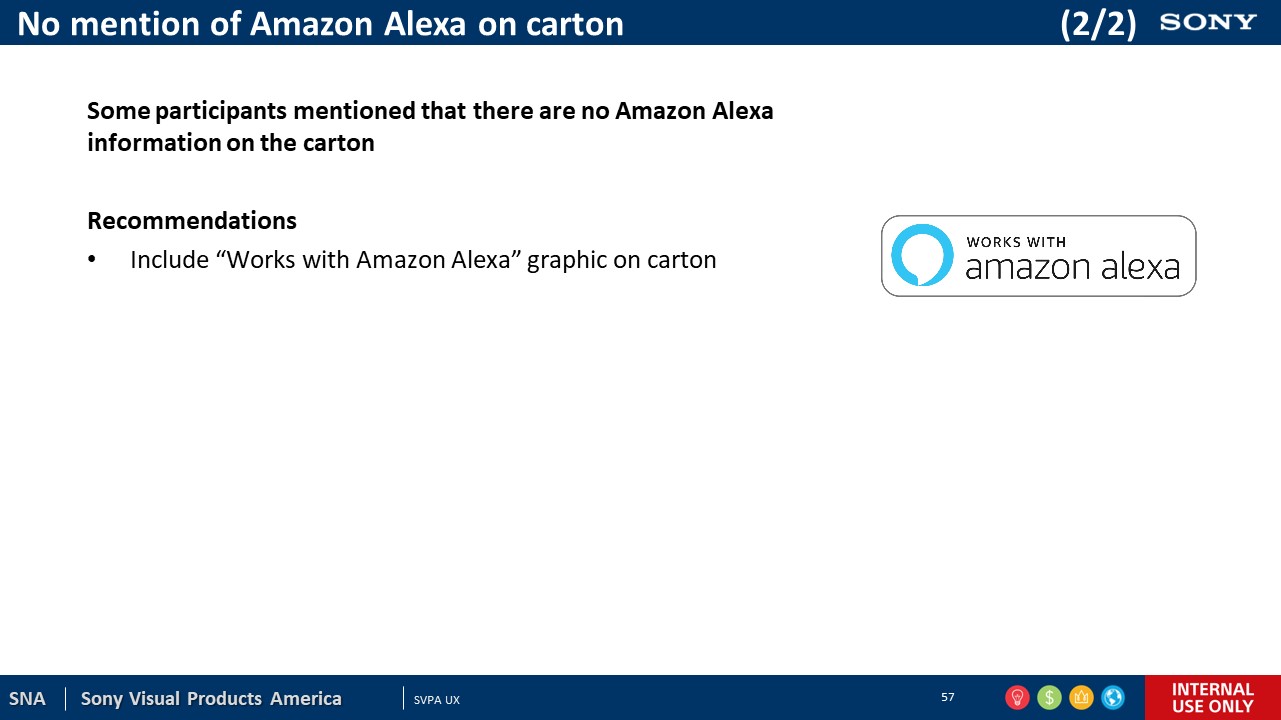 No mention of Amazon Alexa on carton (2/2) SONY
Some participants mentioned that there are no Amazon Alexa
information on the carton
Recommendations
• Include “Works with Amazon Alexa” graphic on carton
WORKS WITH
amazon alexa
SNA Sony Visual Products America SVPA UX 57 $ INTERNAL
USE ONLY